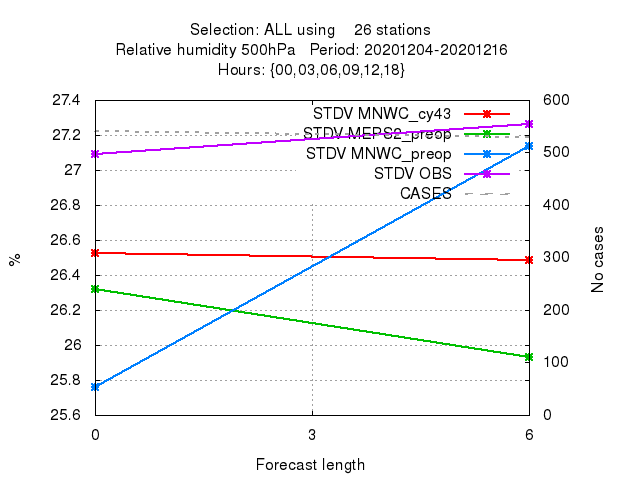 Selection: ALL using    26 stations
Relative humidity 500hPa   Period: 20201204-20201216
Hours: {00,03,06,09,12,18}
27.4
27.2
27
26.8
26.6
26.4
26.2
26
25.8
25.6
%
STDV MNWC_cy43
STDV MEPS2_preop
STDV MNWC_preop
STDV OBS
CASES
600
500
400
300
200
100
0
No cases
0 3 6
Forecast length